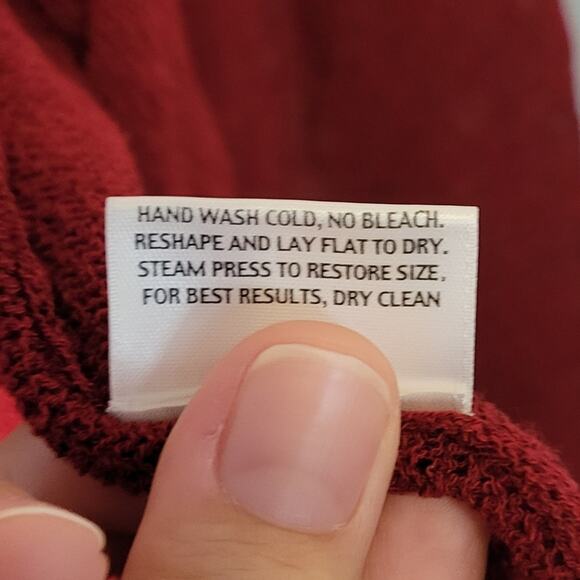 HAND WASH COLD, NO BLEACH.
RESHAPE AND LAY FLAT TO DRY.
STEAM PRESS TO RESTORE SIZE.
FOR BEST RESULTS, DRY CLEAN